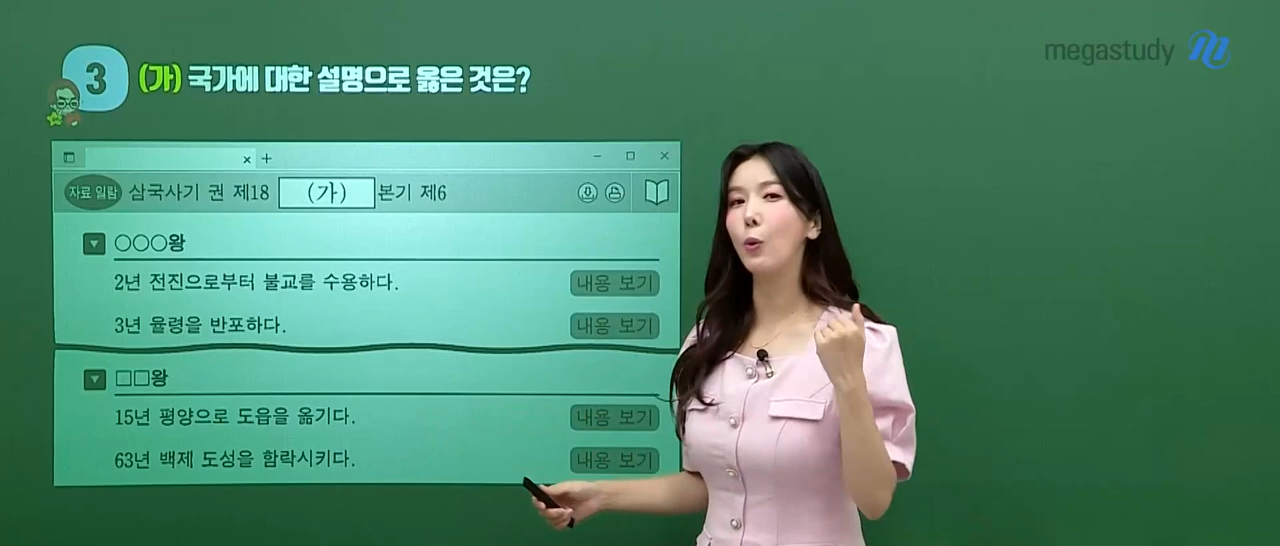 megastudy
3 (가) 국가에 대한 설명으로 옳은 것은?
자료 일람 삼국사기 권 제18 (가) 본기 제6
○○○왕
2년 전진으로부터 불교를 수용하다. 내용 보기
3년 율령을 반포하다. 내용 보기
□□왕
15년 평양으로 도읍을 옮기다. 내용 보기
63년 백제 도성을 함락시키다. 내용 보기